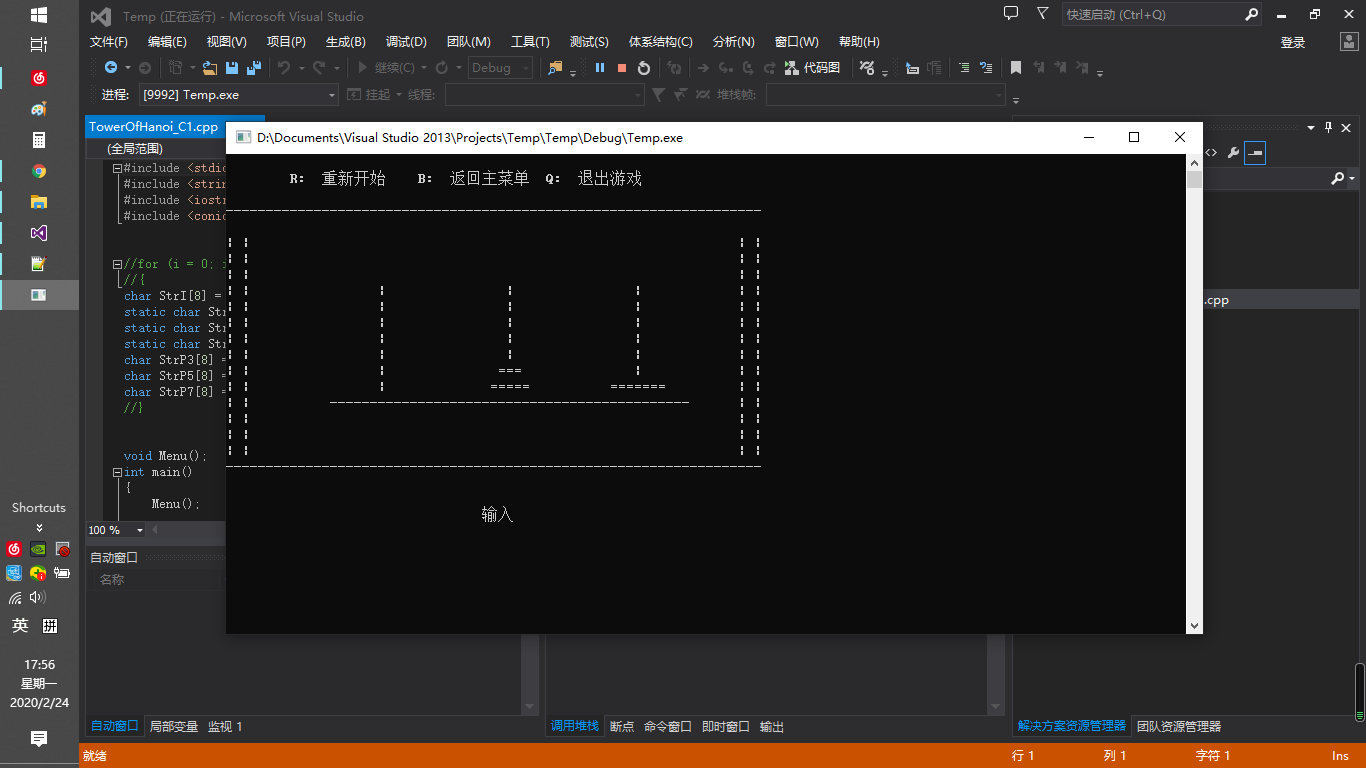 Temp (正在运行) - Microsoft Visual Studio
快速启动 (Ctrl+Q)
文件(F) 编辑(E) 视图(V) 项目(P) 生成(B) 调试(D) 团队(M) 工具(T) 测试(S) 体系结构(C) 分析(N) 窗口(W) 帮助(H)
登录
继续(C) Debug 代码图
进程: [9992] Temp.exe 挂起 线程: 堆栈帧:
TowerOfHanoi_C1.cpp
D:\Documents\Visual Studio 2013\Projects\Temp\Temp\Debug\Temp.exe
(全局范围)
#include <stdio
#include <strin
#include <iostr
#include <conio
//for (i = 0; i
//{
char StrI[8] =
static char Str
static char Str
static char Str
char StrP3[8] =
char StrP5[8] =
char StrP7[8] =
//}
void Menu();
int main()
{
Menu();
100 %
R: 重新开始 B: 返回主菜单 Q: 退出游戏
===
===== =======
输入
.cpp
自动窗口
名称
自动窗口 局部变量 监视 1
调用堆栈 断点 命令窗口 即时窗口 输出
解决方案资源管理器 团队资源管理器
就绪 行 1 列 1 字符 1 Ins
Shortcuts
英 拼
17:56
星期一
2020/2/24